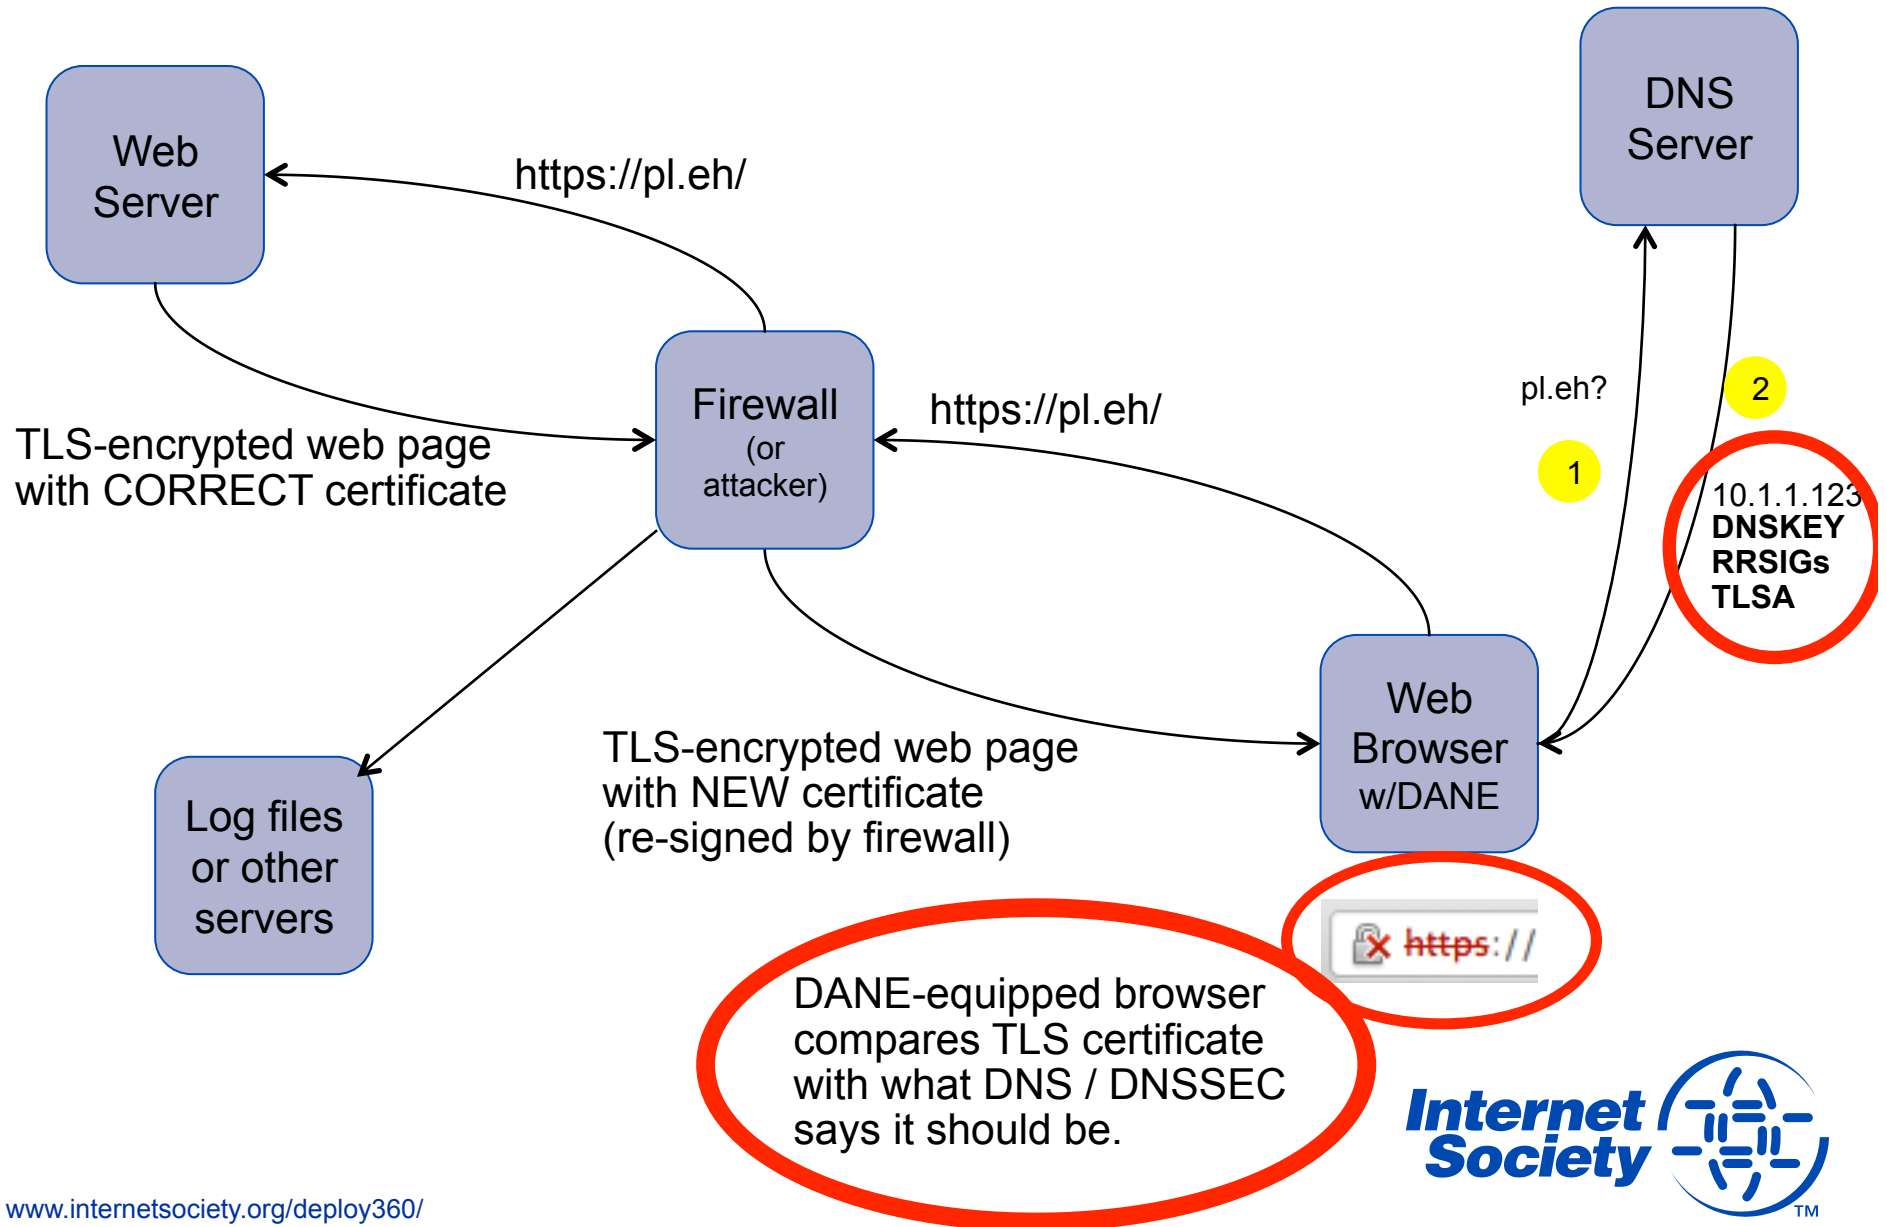 DNS
Server
Web
Server
https://pl.eh/
pl.eh?
2
Firewall
(or
attacker)
https://pl.eh/
TLS-encrypted web page
with CORRECT certificate
1
10.1.1.123
DNSKEY
RRSIGs
TLSA
Web
Browser
w/DANE
TLS-encrypted web page
with NEW certificate
(re-signed by firewall)
Log files
or other
servers
https://
DANE-equipped browser
compares TLS certificate
with what DNS / DNSSEC
says it should be.
Internet
Society
TM
www.internetsociety.org/deploy360/